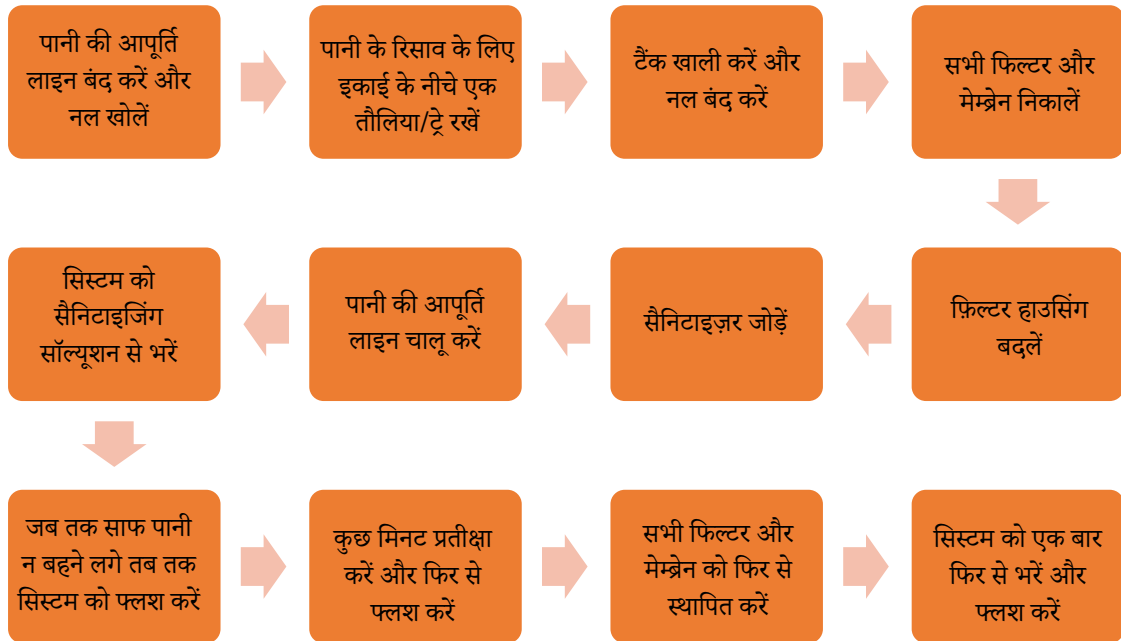 पानी की आपूर्ति
लाइन बंद करें और
नल खोलें
पानी के रिसाव के लिए
इकाई के नीचे एक
तौलिया/ट्रे रखें
टैंक खाली करें और
नल बंद करें
सभी फिल्टर और
मेम्ब्रेन निकालें
फ़िल्टर हाउसिंग
बदलें
सैनिटाइज़र जोड़ें
पानी की आपूर्ति
लाइन चालू करें
सिस्टम को
सैनिटाइजिंग
सॉल्यूशन से भरें
जब तक साफ पानी
न बहने लगे तब तक
सिस्टम को फ्लश करें
कुछ मिनट प्रतीक्षा
करें और फिर से
फ्लश करें
सभी फिल्टर और
मेम्ब्रेन को फिर से
स्थापित करें
सिस्टम को एक बार
फिर से भरें और
फ्लश करें